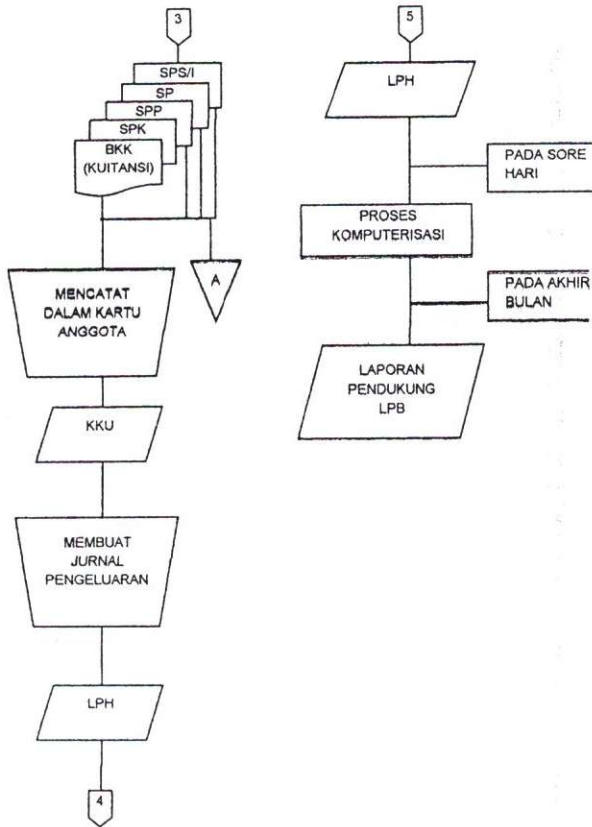 3
SPS/I
SP
SPP
SPK
BKK
(KUITANSI)
A
MENCATAT
DALAM KARTU
ANGGOTA
KKU
MEMBUAT
JURNAL
PENGELUARAN
LPH
4
5
LPH
PADA SORE
HARI
PROSES
KOMPUTERISASI
PADA AKHIR
BULAN
LAPORAN
PENDUKUNG
LPB